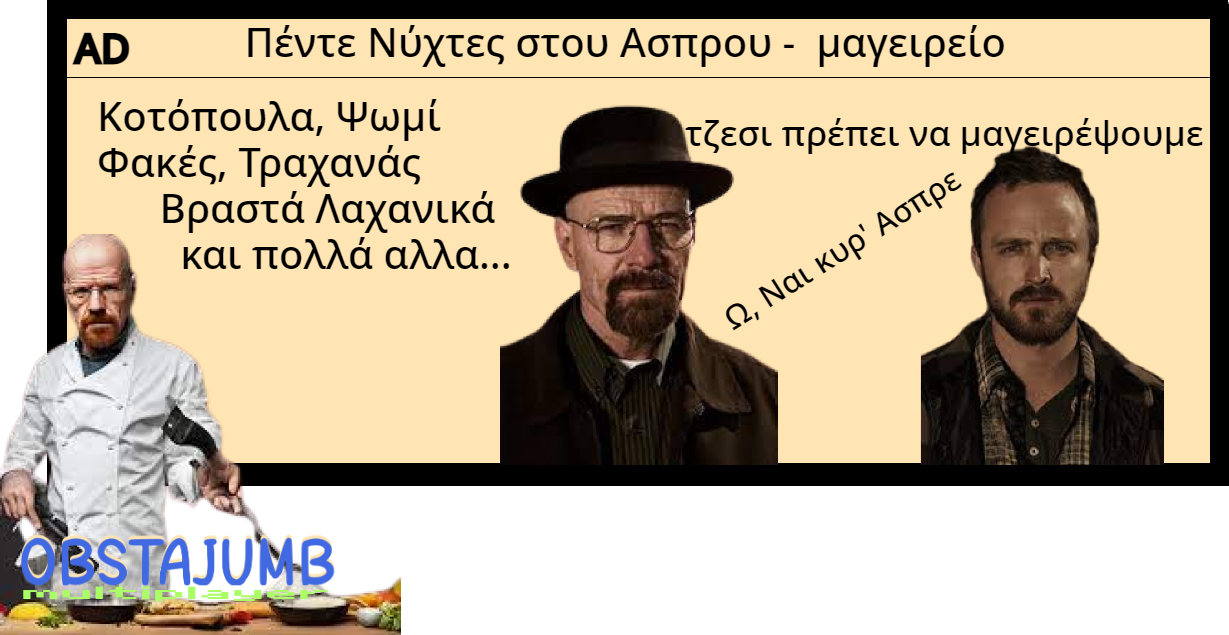 AD
Πέντε Νύχτες στου Ασπρου - μαγειρείο
Κοτόπουλα, Ψωμί
Φακές, Τραχανάς
Βραστά Λαχανικά
και πολλά αλλα...
τζεσι πρέπει να μαγειρέψουμε
Ω, Ναι κυρ' Ασπρε
OBSTAJUMB
multiplayer